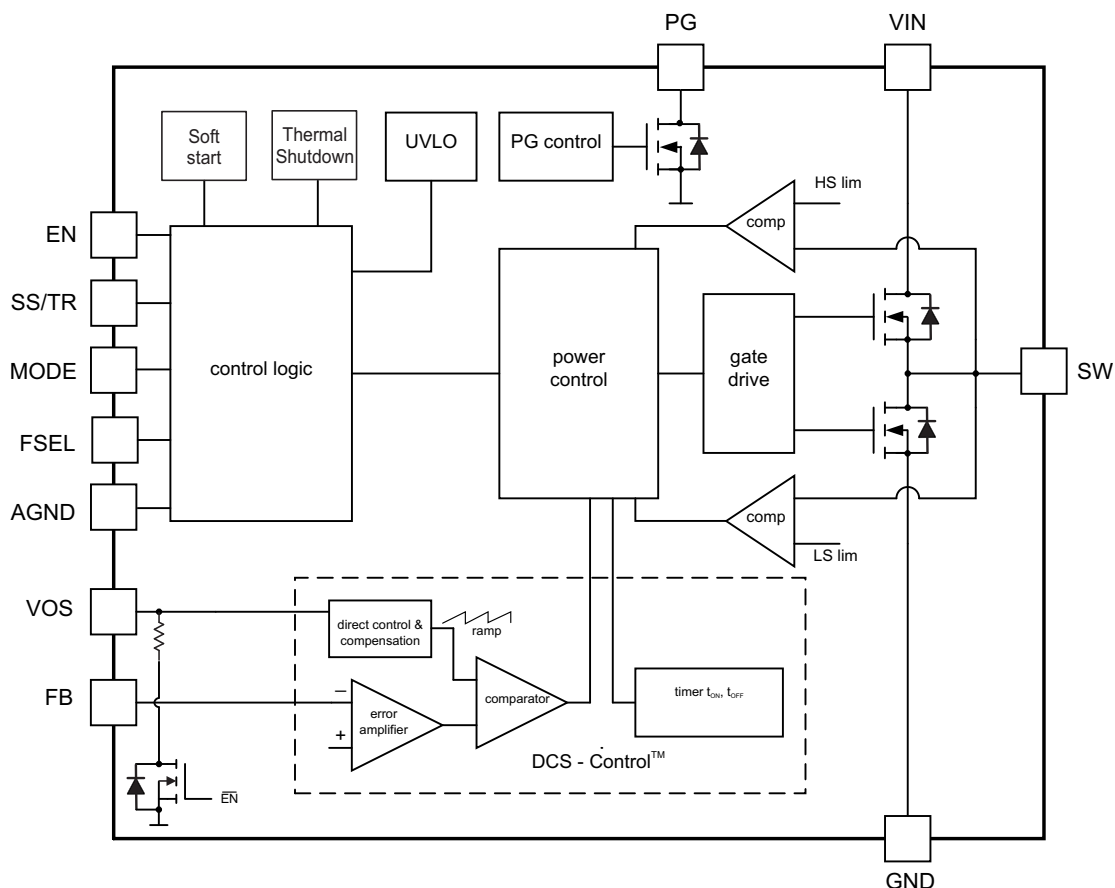 PG
VIN
Soft
start
Thermal
Shutdown
UVLO
PG control
HS lim
comp
EN
SS/TR
MODE
FSEL
AGND
control logic
power
control
gate
drive
SW
comp
LS lim
VOS
direct control &
compensation
ramp
FB
–
error
amplifier
+
comparator
timer tON, tOFF
DCS - Control™
EN
GND